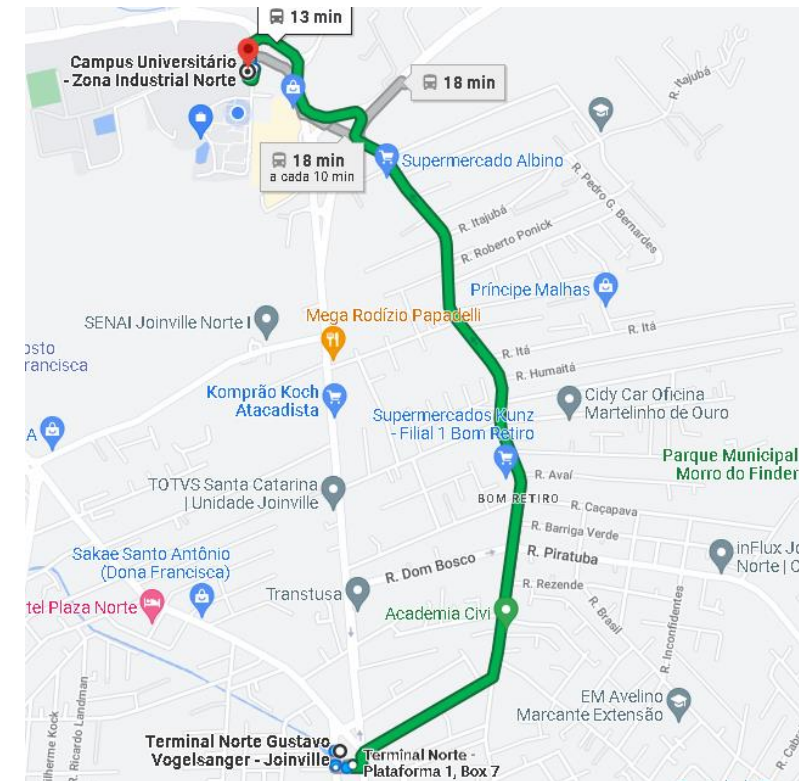 13 min
Campus Universitário
- Zona Industrial Norte
18 min
R. Itajubá
18 min
a cada 10 min
Supermercado Albino
R. Pedro G. Bernardes
R. Itajubá
R. Roberto Ponick
Príncipe Malhas
SENAI Joinville Norte I
Mega Rodízio Papadelli
R. Itá
osto
rancisca
R. Itá
R. Humaitá
Komprão Koch
Atacadista
Cidy Car Oficina
Martelinho de Ouro
Supermercados Kunz
- Filial 1 Bom Retiro
A
Parque Municipal
Morro do Finder
R. Avaí
TOTVS Santa Catarina
| Unidade Joinville
BOM RETIRO
R. Caçapava
R. Barriga Verde
Sakae Santo Antônio
(Dona Francisca)
R. Dom Bosco
R. Piratuba
inFlux Jo
Norte | C
R. Rezende
tel Plaza Norte
Transtusa
Academia Civi
R. Brasil
R. Inconfidentes
EM Avelino
Marcante Extensão
ilherme Kock
R. Ricardo Landman
Terminal Norte Gustavo
Vogelsanger - Joinville
Terminal Norte -
Plataforma 1, Box 7
R. Cabo